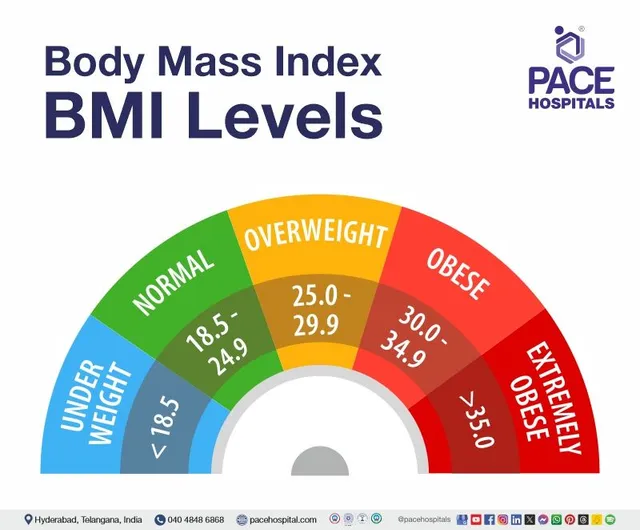 Body Mass Index
BMI Levels
PACE
HOSPITALS
®
UNDER
WEIGHT
< 18.5
NORMAL
18.5 -
24.9
OVERWEIGHT
25.0 -
29.9
OBESE
30.0-
34.9
EXTREMELY
OBESE
>35.0
Hyderabad, Telangana, India
040 4848 6868
pacehospital.com
@pacehospitals